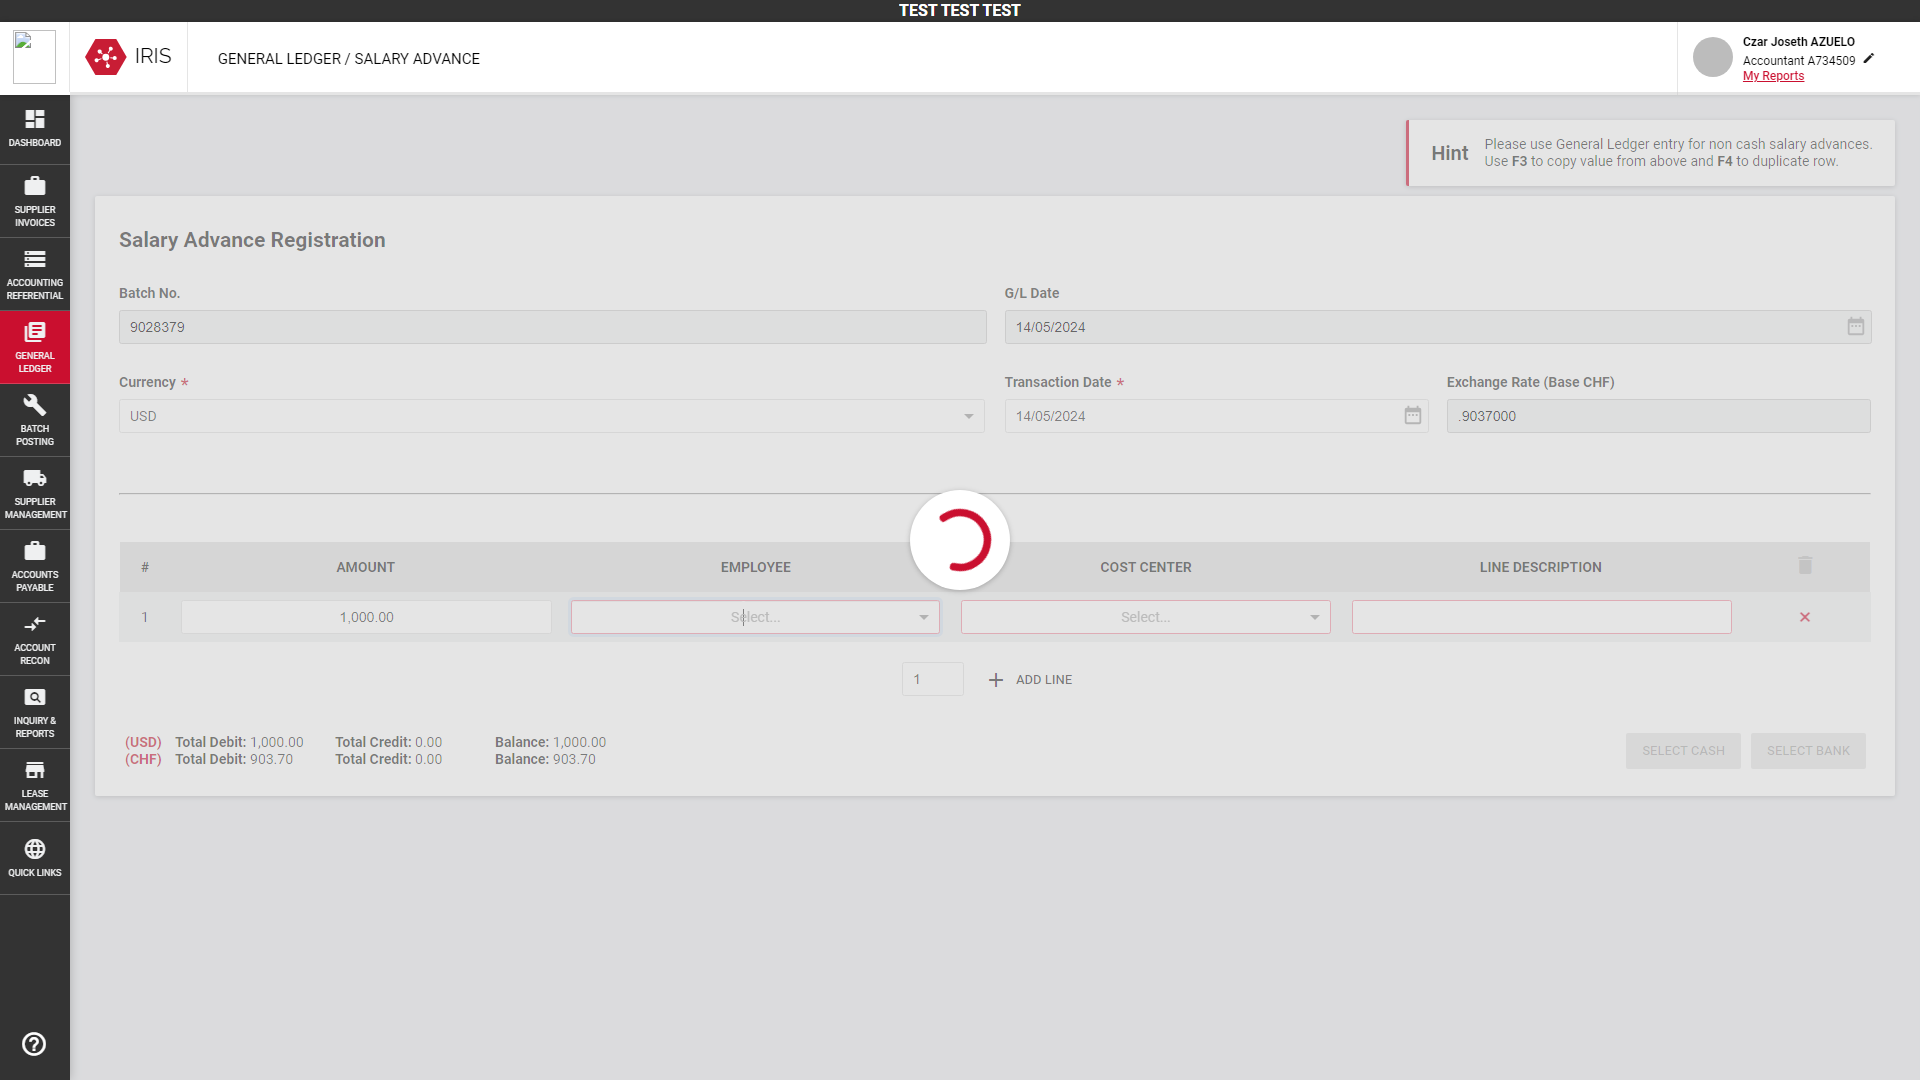 TEST TEST TEST
IRIS
GENERAL LEDGER / SALARY ADVANCE
Czar Joseth AZUELO
Accountant A734509
My Reports
DASHBOARD
SUPPLIER
INVOICES
ACCOUNTING
REFERENTIAL
GENERAL
LEDGER
BATCH
POSTING
SUPPLIER
MANAGEMENT
ACCOUNTS
PAYABLE
ACCOUNT
RECON
INQUIRY &
REPORTS
LEASE
MANAGEMENT
QUICK LINKS
Hint
Please use General Ledger entry for non cash salary advances.
Use F3 to copy value from above and F4 to duplicate row.
Salary Advance Registration
Batch No.
G/L Date
9028379
14/05/2024
Currency *
Transaction Date *
Exchange Rate (Base CHF)
USD
14/05/2024
.9037000
# AMOUNT EMPLOYEE COST CENTER LINE DESCRIPTION
1 1,000.00 Select... Select...
1 ADD LINE
(USD) Total Debit: 1,000.00 Total Credit: 0.00 Balance: 1,000.00
(CHF) Total Debit: 903.70 Total Credit: 0.00 Balance: 903.70
SELECT CASH
SELECT BANK